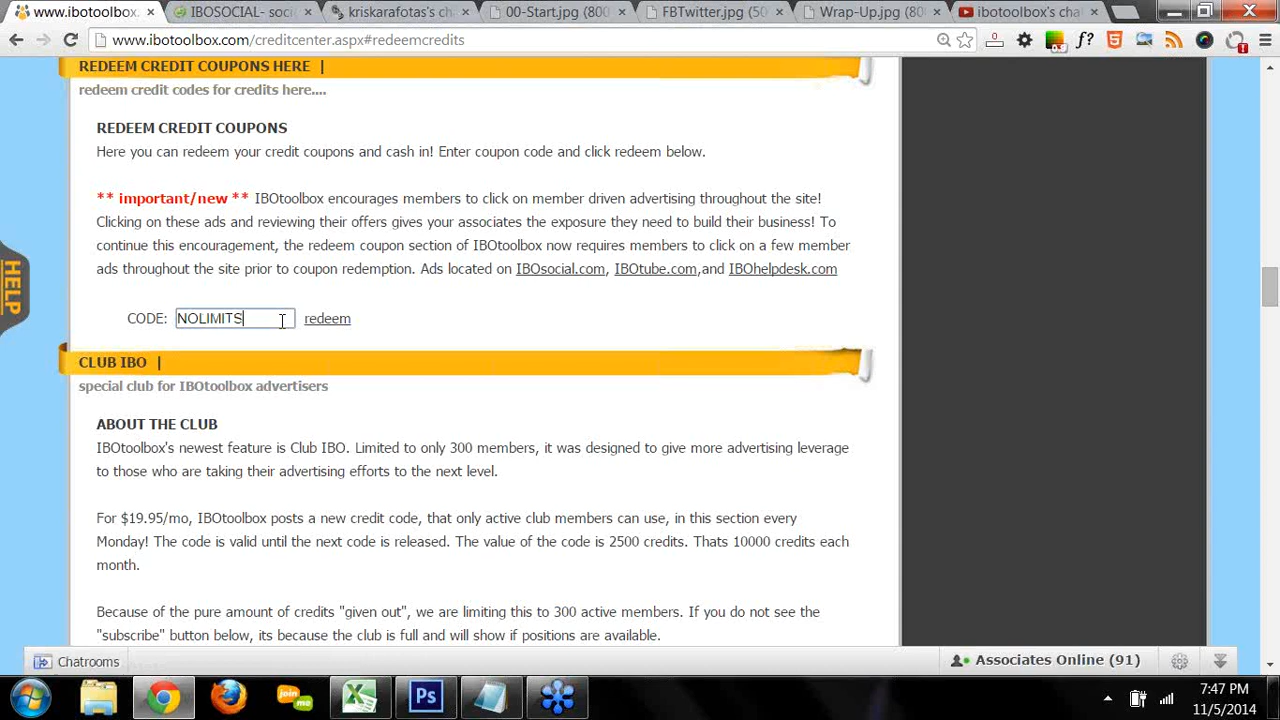 www.ibotoolbox.com/
IBOSOCIAL- soci
kriskarafotas's ch
00-Start.jpg (800
FBTwitter.jpg (50
Wrap-Up.jpg (80
ibotoolbox's cha
www.ibotoolbox.com/creditcenter.aspx#redeemcredits
REDEEM CREDIT COUPONS HERE |
redeem credit codes for credits here....
REDEEM CREDIT COUPONS
Here you can redeem your credit coupons and cash in! Enter coupon code and click redeem below.
** important/new ** IBOtoolbox encourages members to click on member driven advertising throughout the site!
Clicking on these ads and reviewing their offers gives your associates the exposure they need to build their business! To
continue this encouragement, the redeem coupon section of IBOtoolbox now requires members to click on a few member
ads throughout the site prior to coupon redemption. Ads located on IBOsocial.com, IBOtube.com,and IBOhelpdesk.com
HELP
CODE: NOLIMITS redeem
CLUB IBO |
special club for IBOtoolbox advertisers
ABOUT THE CLUB
IBOtoolbox's newest feature is Club IBO. Limited to only 300 members, it was designed to give more advertising leverage
to those who are taking their advertising efforts to the next level.
For $19.95/mo, IBOtoolbox posts a new credit code, that only active club members can use, in this section every
Monday! The code is valid until the next code is released. The value of the code is 2500 credits. Thats 10000 credits each
month.
Because of the pure amount of credits "given out", we are limiting this to 300 active members. If you do not see the
"subscribe" button below, its because the club is full and will show if positions are available.
Chatrooms
Associates Online (91)
join me
Ps
7:47 PM
11/5/2014